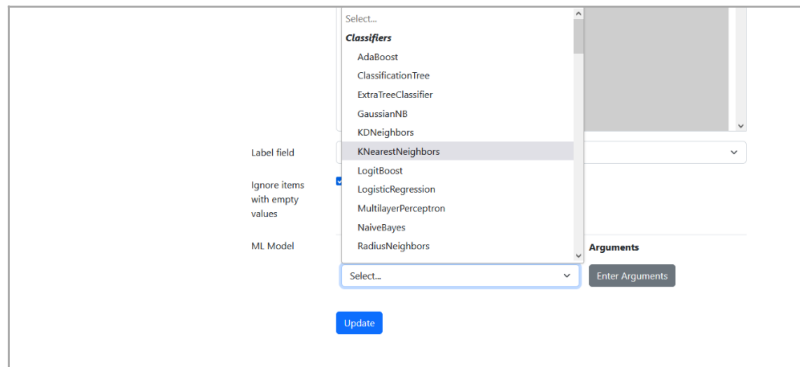 Select...
Classifiers
AdaBoost
ClassificationTree
ExtraTreeClassifier
GaussianNB
KDNeighbors
Label field
KNearestNeighbors
LogitBoost
Ignore items
with empty
values
LogisticRegression
MultilayerPerceptron
NaiveBayes
ML Model
RadiusNeighbors
Arguments
Select...
Enter Arguments
Update